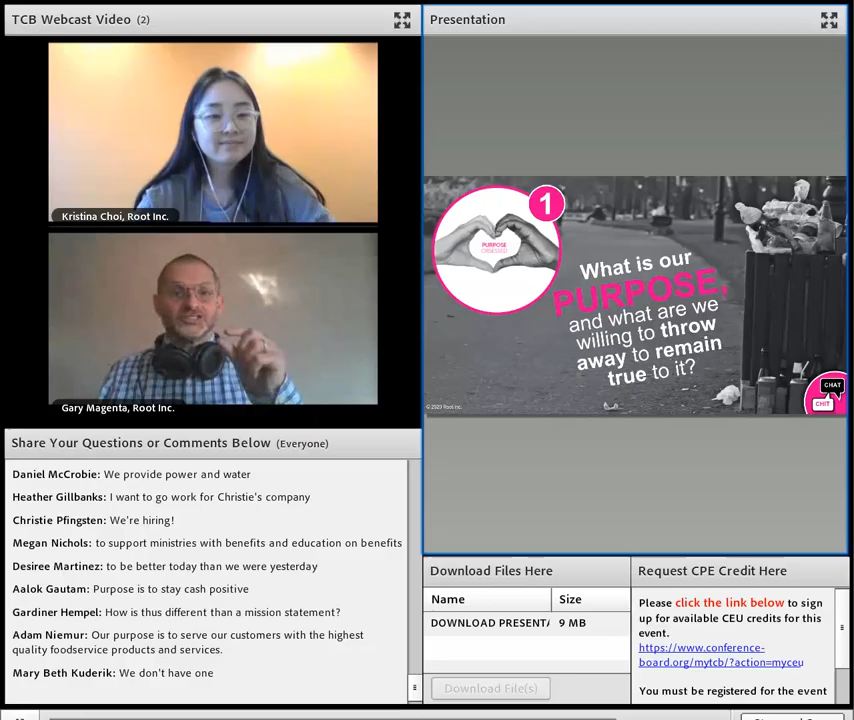 TCB Webcast Video (2)
Kristina Choi, Root Inc.
Gary Magenta, Root Inc.
Share Your Questions or Comments Below (Everyone)
Daniel McCrobie: We provide power and water
Heather Gillbanks: I want to go work for Christie's company
Christie Pfingsten: We're hiring!
Megan Nichols: to support ministries with benefits and education on benefits
Desiree Martinez: to be better today than we were yesterday
Aalok Gautam: Purpose is to stay cash positive
Gardiner Hempel: How is thus different than a mission statement?
Adam Niemur: Our purpose is to serve our customers with the highest
quality foodservice products and services.
Mary Beth Kuderik: We don't have one
Presentation
1
PURPOSE
OBSESSED
What is our
PURPOSE,
and what are we
willing to throw
away to remain
true to it?
CHAT
CHIT
© 2023 Root Inc.
Download Files Here
Name Size
DOWNLOAD PRESENTA 9 MB
Download File(s)
Request CPE Credit Here
Please click the link below to sign
up for available CEU credits for this
event.
https://www.conference-
board.org/mytcb/?action=myceu
You must be registered for the event